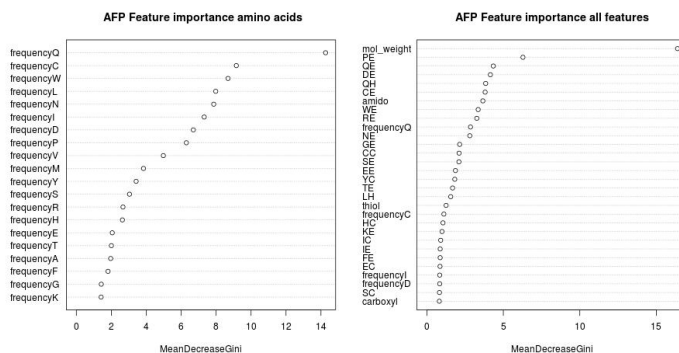 AFP Feature importance amino acids
frequencyQ
frequencyC
frequencyW
frequencyL
frequencyN
frequencyI
frequencyD
frequencyP
frequencyV
frequencyM
frequencyY
frequencyS
frequencyR
frequencyH
frequencyE
frequencyT
frequencyA
frequencyF
frequencyG
frequencyK
0 2 4 6 8 10 12 14
MeanDecreaseGini
AFP Feature importance all features
mol_weight
PE
QE
DE
QH
CE
amido
WE
RE
frequencyQ
NE
GE
CC
SE
EE
YC
TE
LH
thiol
frequencyC
HC
KE
IC
IE
FE
EC
frequencyI
frequencyD
SC
carboxyl
0 5 10 15
MeanDecreaseGini